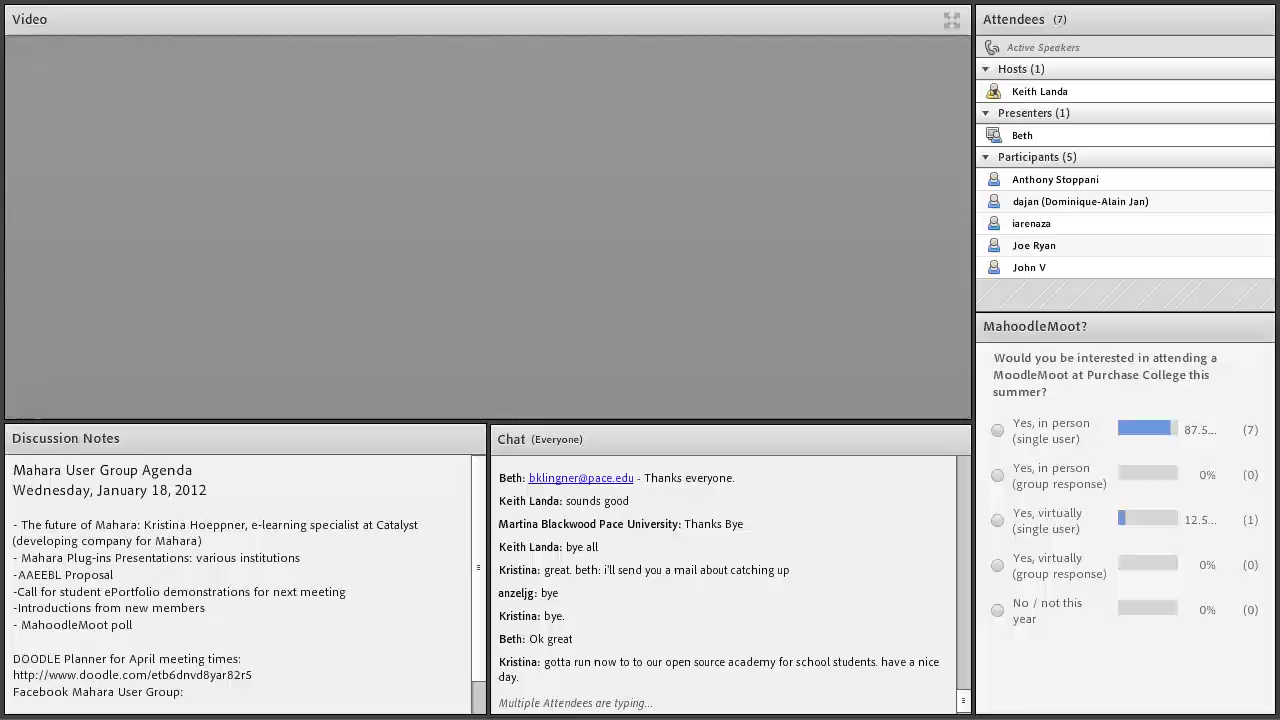 Video
Attendees (7)
Active Speakers
Hosts (1)
Keith Landa
Presenters (1)
Beth
Participants (5)
Anthony Stoppani
dajan (Dominique-Alain Jan)
iarenaza
Joe Ryan
John V
MahoodleMoot?
Would you be interested in attending a
MoodleMoot at Purchase College this
summer?
Yes, in person
(single user)
87.5... (7)
Yes, in person
(group response)
0% (0)
Yes, virtually
(single user)
12.5... (1)
Yes, virtually
(group response)
0% (0)
No / not this
year
0% (0)
Discussion Notes
Mahara User Group Agenda
Wednesday, January 18, 2012
- The future of Mahara: Kristina Hoeppner, e-learning specialist at Catalyst
(developing company for Mahara)
- Mahara Plug-ins Presentations: various institutions
-AAEEBL Proposal
-Call for student ePortfolio demonstrations for next meeting
-Introductions from new members
- MahoodleMoot poll
DOODLE Planner for April meeting times:
http://www.doodle.com/etb6dnvd8yar82r5
Facebook Mahara User Group:
Chat (Everyone)
Beth: bklingner@pace.edu - Thanks everyone.
Keith Landa: sounds good
Martina Blackwood Pace University: Thanks Bye
Keith Landa: bye all
Kristina: great. beth: i'll send you a mail about catching up
anzeljg: bye
Kristina: bye.
Beth: Ok great
Kristina: gotta run now to to our open source academy for school students. have a nice
day.
Multiple Attendees are typing...